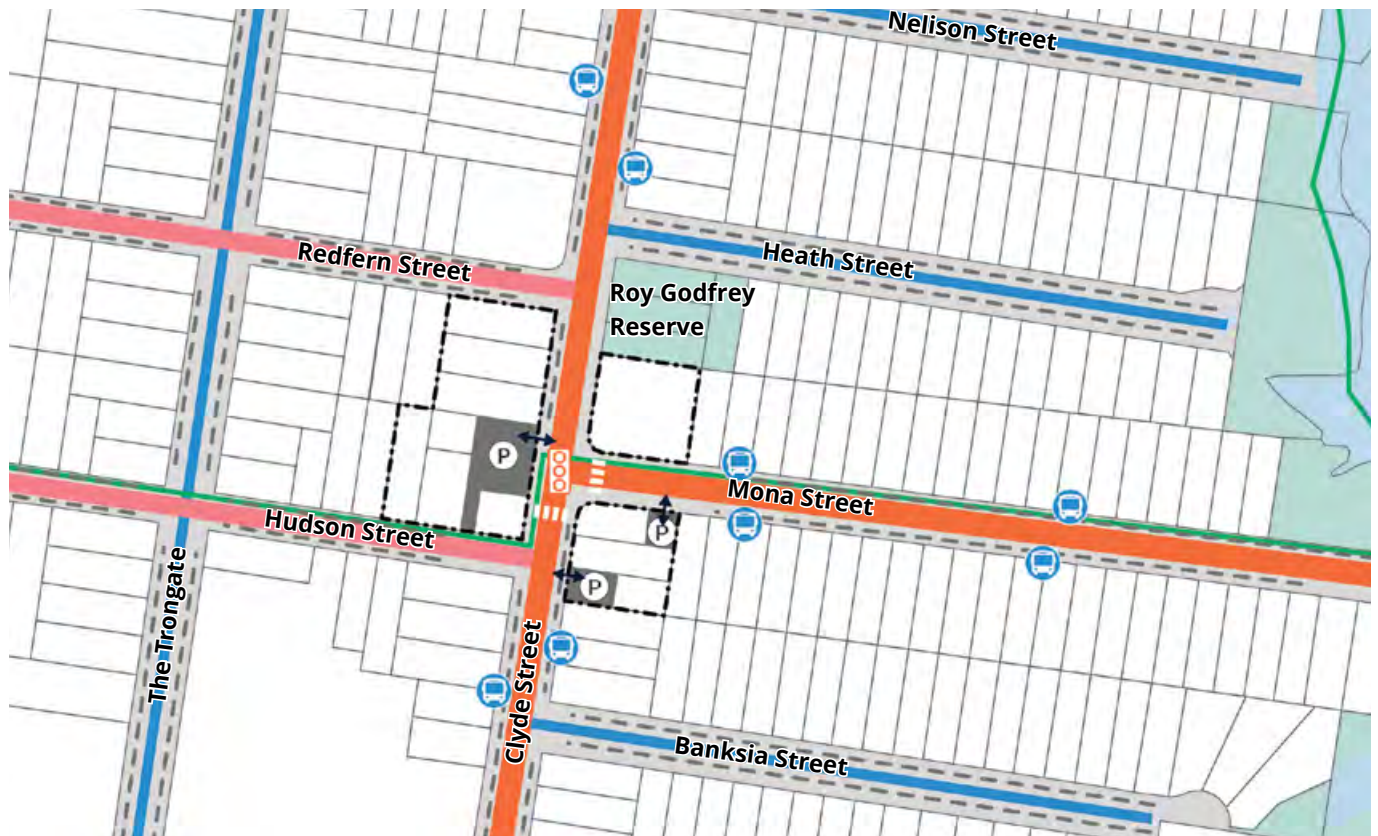 Nelison Street
Redfern Street
Heath Street
Roy Godfrey
Reserve
P
Mona Street
Hudson Street
P
P
The Trongate
Clyde Street
Banksia Street